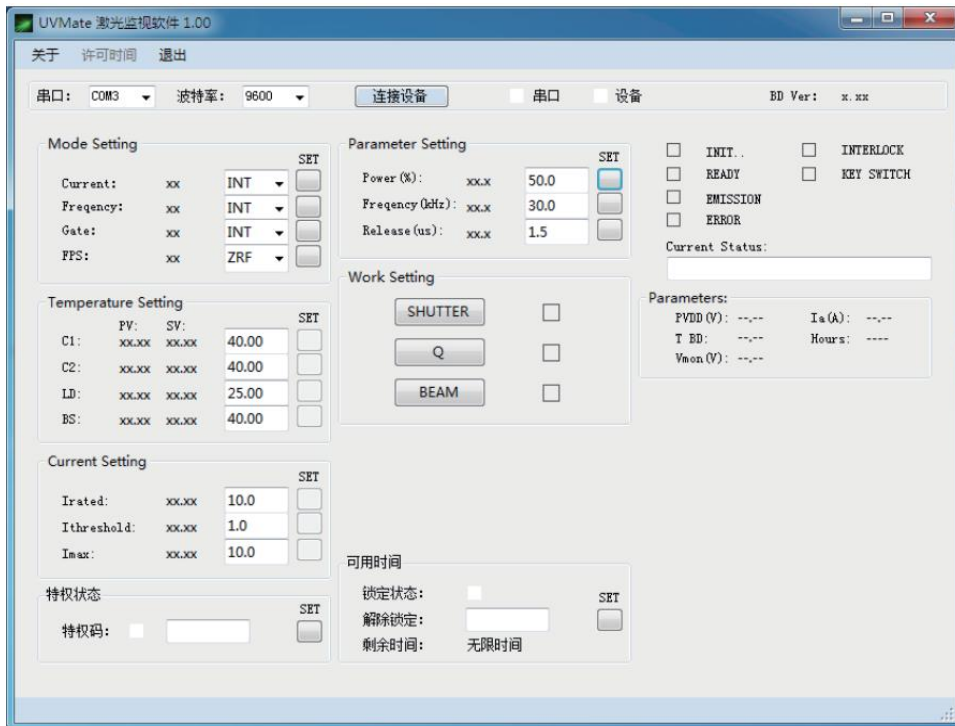 UVMate 激光监视软件 1.00
关于 许可时间 退出
串口: COM3 波特率: 9600 连接设备 串口 设备 BD Ver: x.xx
Mode Setting
SET
Current: xx INT
Freqency: xx INT
Gate: xx INT
FPS: xx ZRF
Temperature Setting
SET
PV: SV:
C1: xx.xx xx.xx 40.00
C2: xx.xx xx.xx 40.00
LD: xx.xx xx.xx 25.00
BS: xx.xx xx.xx 40.00
Current Setting
SET
Irated: xx.xx 10.0
Ithreshold: xx.xx 1.0
Imax: xx.xx 10.0
特权状态
SET
特权码:
Parameter Setting
SET
Power(%): xx.x 50.0
Freqency(kHz): xx.x 30.0
Release(us): xx.x 1.5
Work Setting
SHUTTER
Q
BEAM
可用时间
锁定状态: SET
解除锁定:
剩余时间: 无限时间
INIT.. INTERLOCK
READY KEY SWITCH
EMISSION
ERROR
Current Status:
Parameters:
PVDD(V): --.-- Ia(A): --.--
T BD: --.-- Hours: ----
Vmon(V): --.--